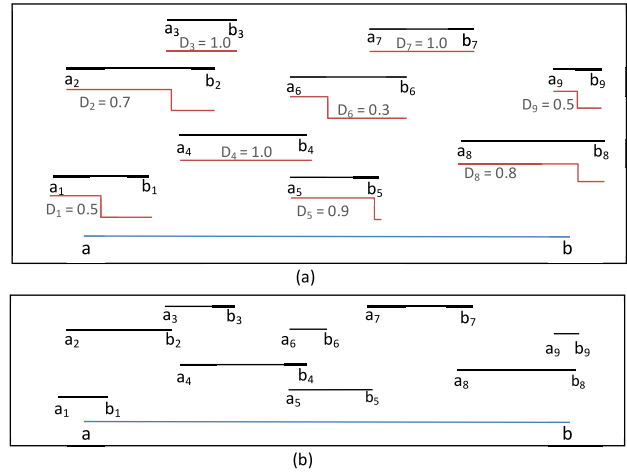 a₃ b₃ a₇ b₇
D₃ = 1.0 D₇ = 1.0
a₂ b₂ a₆ b₆ a₉ b₉
D₂ = 0.7 D₆ = 0.3 D₉ = 0.5
a₄ b₄ a₈ b₈
D₄ = 1.0 D₈ = 0.8
a₁ b₁ a₅ b₅
D₁ = 0.5 D₅ = 0.9
a b
(a)
a₃ b₃ a₇ b₇
a₂ b₂ a₆ b₆ a₉ b₉
a₄ b₄ a₈ b₈
a₁ b₁ a₅ b₅
a b
(b)